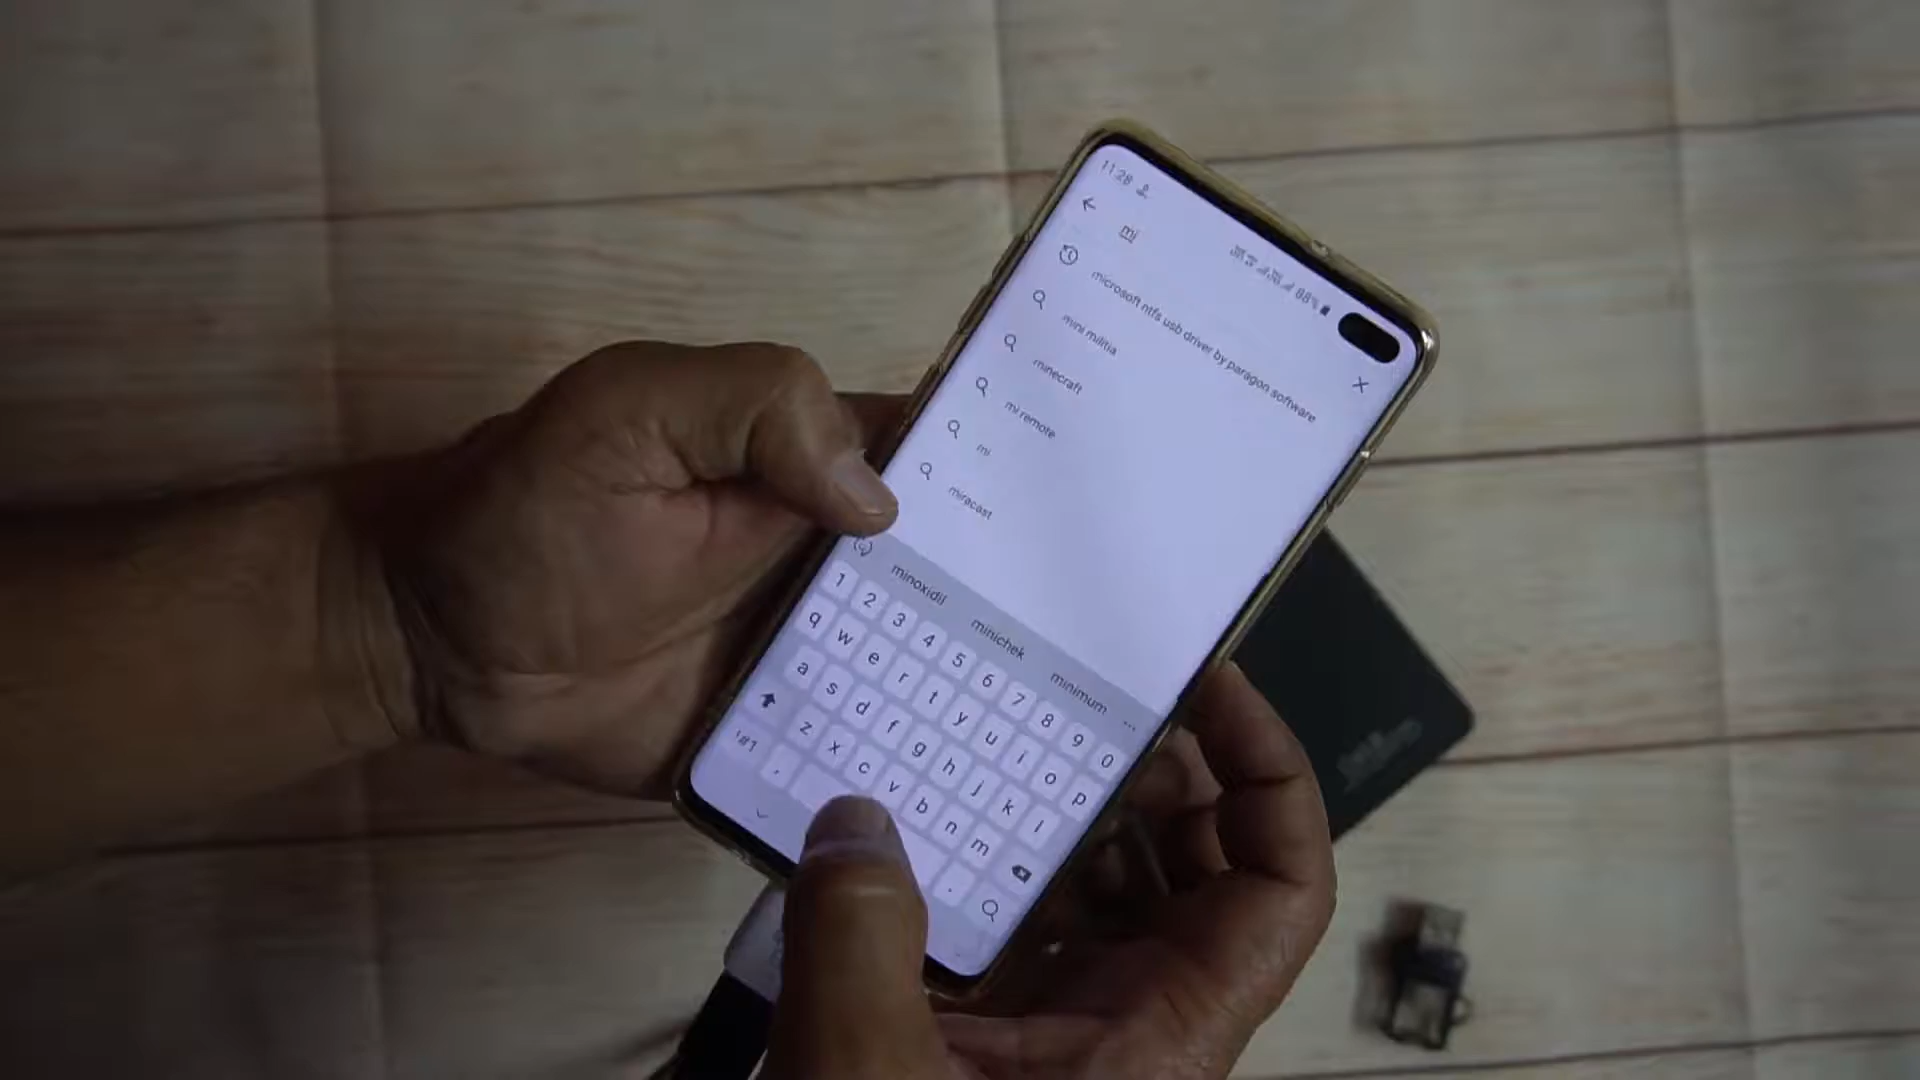 11:28
88%
mi
microsoft ntfs usb driver by paragon software
mini militia
minecraft
mi remote
mi
miracast
minoxidil minichek minimum ...
1 2 3 4 5 6 7 8 9 0
q w e r t y u i o p
a s d f g h j k l
z x c v b n m
!#1 , .